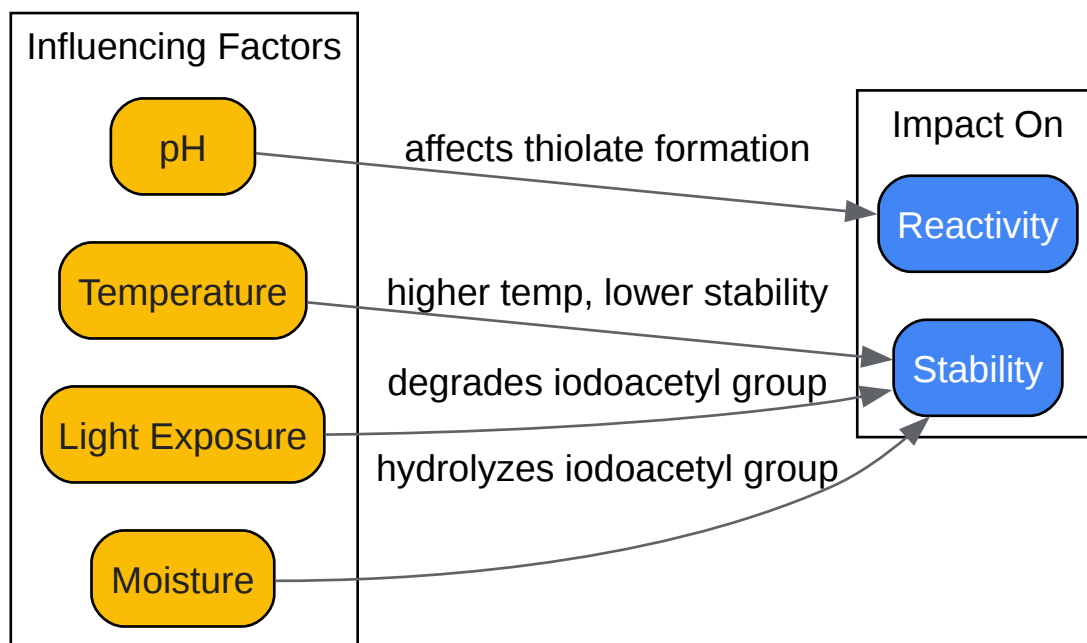 Influencing Factors
pH
Temperature
Light Exposure
Moisture
affects thiolate formation
higher temp, lower stability
degrades iodoacetyl group
hydrolyzes iodoacetyl group
Impact On
Reactivity
Stability